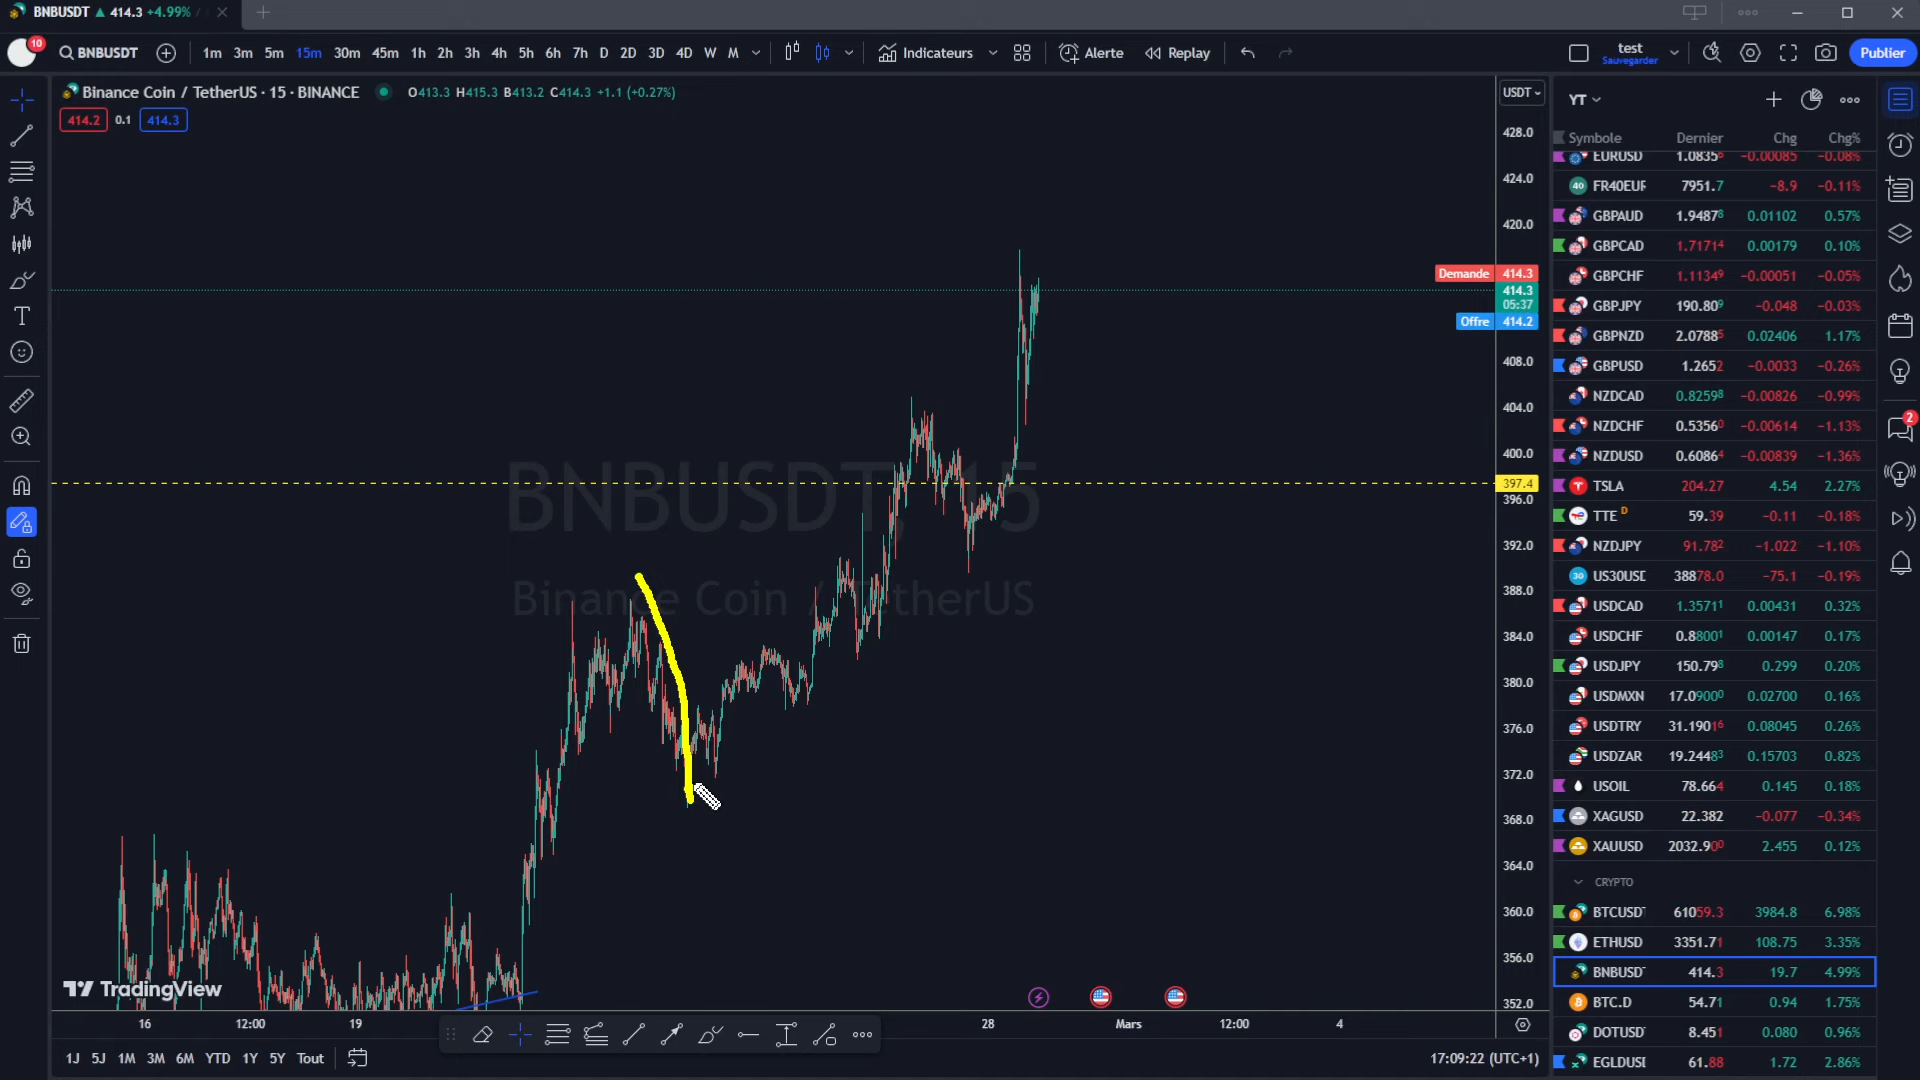 BNBUSDT ▲ 414.3 +4.99% /
10 BNBUSDT 1m 3m 5m 15m 30m 45m 1h 2h 3h 4h 5h 6h 7h D 2D 3D 4D W M Indicateurs Alerte Replay test Sauvegarder Publier
Binance Coin / TetherUS · 15 · BINANCE O413.3 H415.3 B413.2 C414.3 +1.1 (+0.27%)
414.2 0.1 414.3
USDT
428.0
424.0
420.0
Demande 414.3
414.3
05:37
Offre 414.2
408.0
404.0
400.0
397.4
396.0
392.0
388.0
384.0
380.0
376.0
372.0
368.0
364.0
360.0
356.0
352.0
BNBUSDT, 15
Binance Coin / TetherUS
TradingView
16 12:00 19 28 Mars 12:00 4
1J 5J 1M 3M 6M YTD 1Y 5Y Tout
17:09:22 (UTC+1)
YT
Symbole Dernier Chg Chg%
EURUSD 1.0835⁶ −0.00085 −0.08%
FR40EUR 7951.7 −8.9 −0.11%
GBPAUD 1.9487⁸ 0.01102 0.57%
GBPCAD 1.7171⁴ 0.00179 0.10%
GBPCHF 1.1134⁹ −0.00051 −0.05%
GBPJPY 190.80⁹ −0.048 −0.03%
GBPNZD 2.0788⁵ 0.02406 1.17%
GBPUSD 1.2652 −0.0033 −0.26%
NZDCAD 0.8259⁸ −0.00826 −0.99%
NZDCHF 0.5356⁰ −0.00614 −1.13%
NZDUSD 0.6086⁴ −0.00839 −1.36%
TSLA 204.27 4.54 2.27%
TTE D 59.39 −0.11 −0.18%
NZDJPY 91.78² −1.022 −1.10%
US30USD 38878.0 −75.1 −0.19%
USDCAD 1.3571¹ 0.00431 0.32%
USDCHF 0.8800¹ 0.00147 0.17%
USDJPY 150.79⁸ 0.299 0.20%
USDMXN 17.0900⁰ 0.02700 0.16%
USDTRY 31.1901⁶ 0.08045 0.26%
USDZAR 19.2448³ 0.15703 0.82%
USOIL 78.664 0.145 0.18%
XAGUSD 22.382 −0.077 −0.34%
XAUUSD 2032.90⁰ 2.455 0.12%
CRYPTO
BTCUSDT 61059.3 3984.8 6.98%
ETHUSD 3351.71 108.75 3.35%
BNBUSDT 414.3 19.7 4.99%
BTC.D 54.71 0.94 1.75%
DOTUSDT 8.451 0.080 0.96%
EGLDUSD 61.88 1.72 2.86%
2